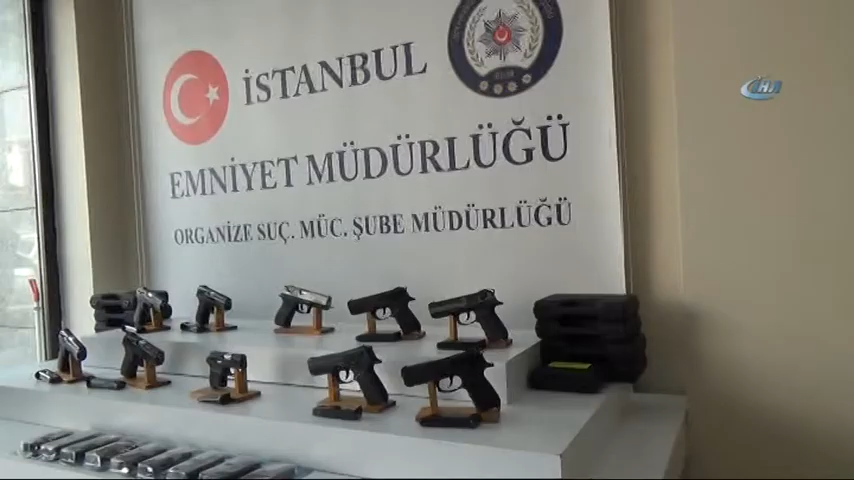 İSTANBUL
EMNİYET MÜDÜRLÜĞÜ
ORGANİZE SUÇ. MÜC. ŞUBE MÜDÜRLÜĞÜ
İHA